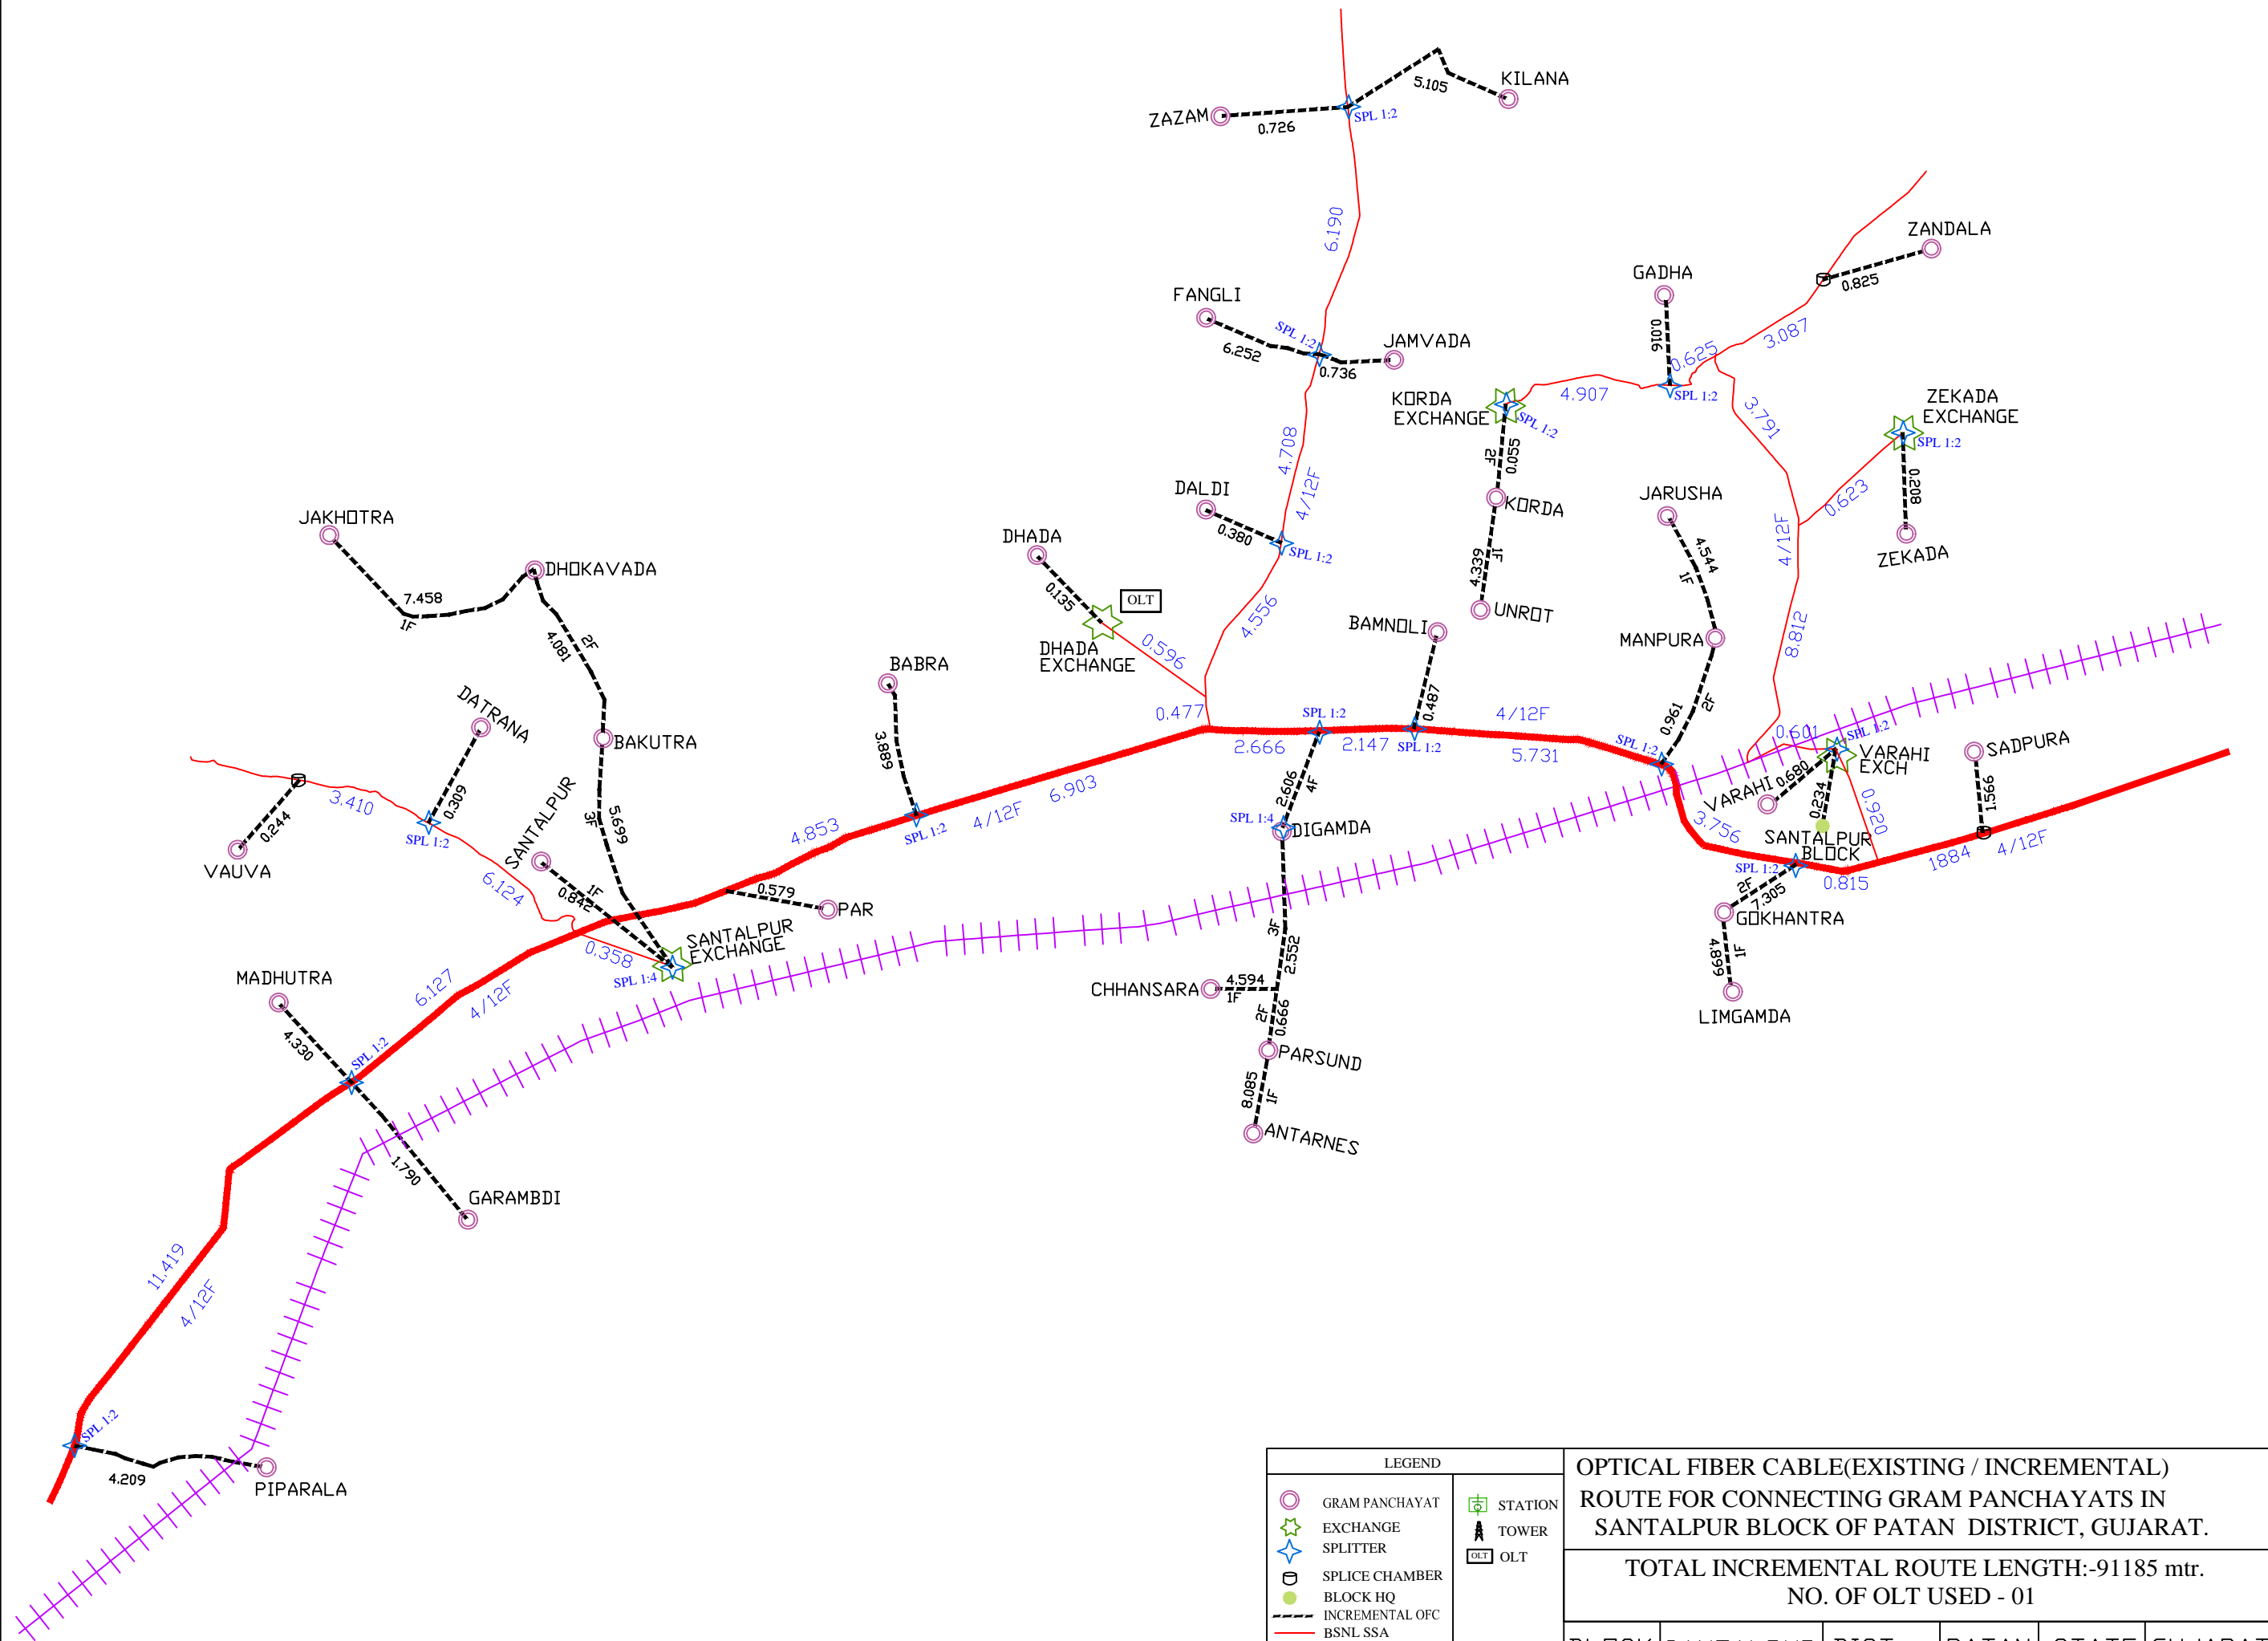 KILANA
5.105
ZAZAM
0.726
SPL 1:2
6.190
ZANDALA
0.825
GADHA
0.016
FANGLI
SPL 1:2
6.252
0.736
JAMVADA
0.625
3.087
SPL 1:2
KORDA
EXCHANGE
SPL 1:2
4.907
3.791
ZEKADA
EXCHANGE
SPL 1:2
0.208
ZEKADA
0.623
4.708
4/12F
2F
0.055
KORDA
1F
4.339
UNROT
DALDI
0.380
SPL 1:2
JARUSHA
4.544
1F
MANPURA
0.961
2F
4/12F
8.812
JAKHOTRA
7.458
1F
DHOKAVADA
2F
4.081
DHADA
0.135
OLT
DHADA
EXCHANGE
0.596
4.556
BAMNOLI
0.487
BABRA
3.889
DATRANA
0.309
SPL 1:2
BAKUTRA
3F
5.699
0.477
2.666
SPL 1:2
2.147
SPL 1:2
4/12F
5.731
SPL 1:2
0.601
SPL 1:2
VARAHI
EXCH
VARAHI
0.680
0.234
SANTALPUR
BLOCK
0.920
SADPURA
1.596
3.410
0.244
VAUVA
SANTALPUR
1F
0.842
6.124
4.853
SPL 1:2
4/12F
6.903
2.606
4F
SPL 1:4
DIGAMDA
3.756
SPL 1:2
0.815
1884
4/12F
0.579
PAR
2F
7.305
GOKHANTRA
4.899
1F
LIMGAMDA
SANTALPUR
EXCHANGE
0.358
SPL 1:4
3F
2.552
CHHANSARA
4.594
1F
2F
0.666
PARSUND
8.085
1F
ANTARNES
MADHUTRA
4.330
SPL 1:2
6.127
4/12F
1.790
GARAMBDI
11.419
4/12F
SPL 1:2
4.209
PIPARALA
LEGEND
GRAM PANCHAYAT
EXCHANGE
SPLITTER
SPLICE CHAMBER
BLOCK HQ
INCREMENTAL OFC
BSNL SSA
STATION
TOWER
OLT OLT
OPTICAL FIBER CABLE(EXISTING / INCREMENTAL)
ROUTE FOR CONNECTING GRAM PANCHAYATS IN
SANTALPUR BLOCK OF PATAN DISTRICT, GUJARAT.
TOTAL INCREMENTAL ROUTE LENGTH:-91185 mtr.
NO. OF OLT USED - 01